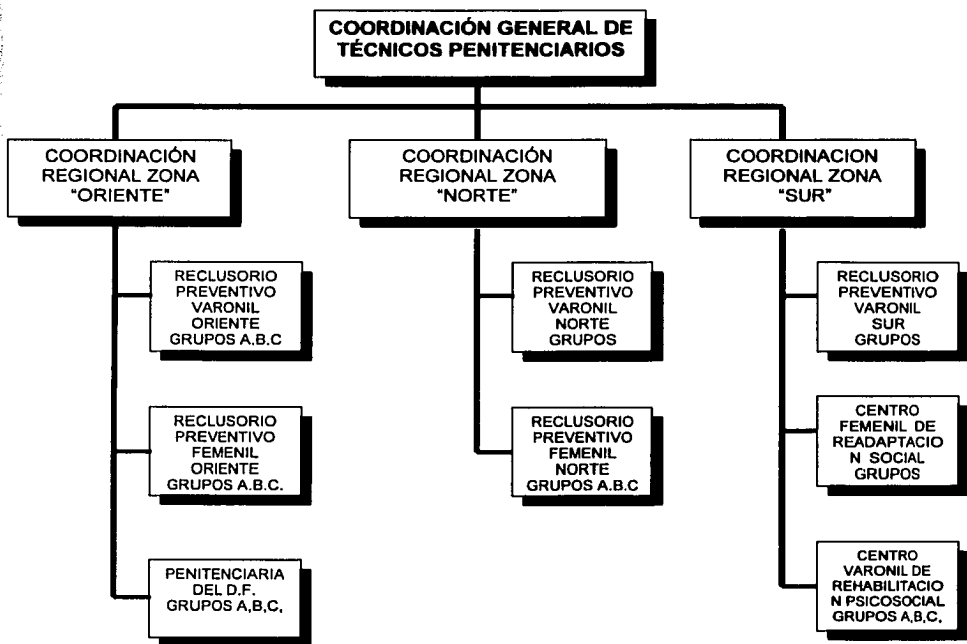 COORDINACIÓN GENERAL DE
TÉCNICOS PENITENCIARIOS
COORDINACIÓN
REGIONAL ZONA
"ORIENTE"
COORDINACIÓN
REGIONAL ZONA
"NORTE"
COORDINACION
REGIONAL ZONA
"SUR"
RECLUSORIO
PREVENTIVO
VARONIL
ORIENTE
GRUPOS A.B.C
RECLUSORIO
PREVENTIVO
FEMENIL
ORIENTE
GRUPOS A.B.C.
PENITENCIARIA
DEL D.F.
GRUPOS A,B,C,
RECLUSORIO
PREVENTIVO
VARONIL
NORTE
GRUPOS
RECLUSORIO
PREVENTIVO
FEMENIL
NORTE
GRUPOS A.B.C
RECLUSORIO
PREVENTIVO
VARONIL
SUR
GRUPOS
CENTRO
FEMENIL DE
READAPTACIO
N SOCIAL
GRUPOS
CENTRO
VARONIL DE
REHABILITACIO
N PSICOSOCIAL
GRUPOS A,B,C,